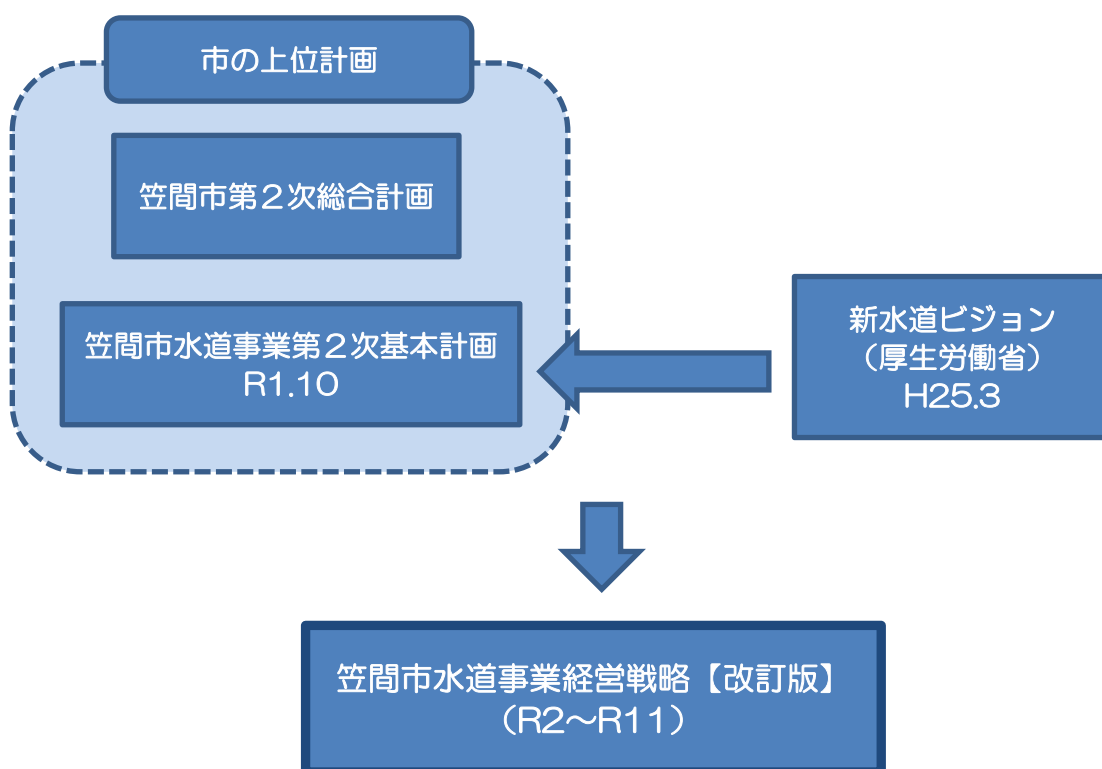 市の上位計画
笠間市第２次総合計画
笠間市水道事業第２次基本計画
R1.10
新水道ビジョン
（厚生労働省）
H25.3
笠間市水道事業経営戦略【改訂版】
（R2～R11）